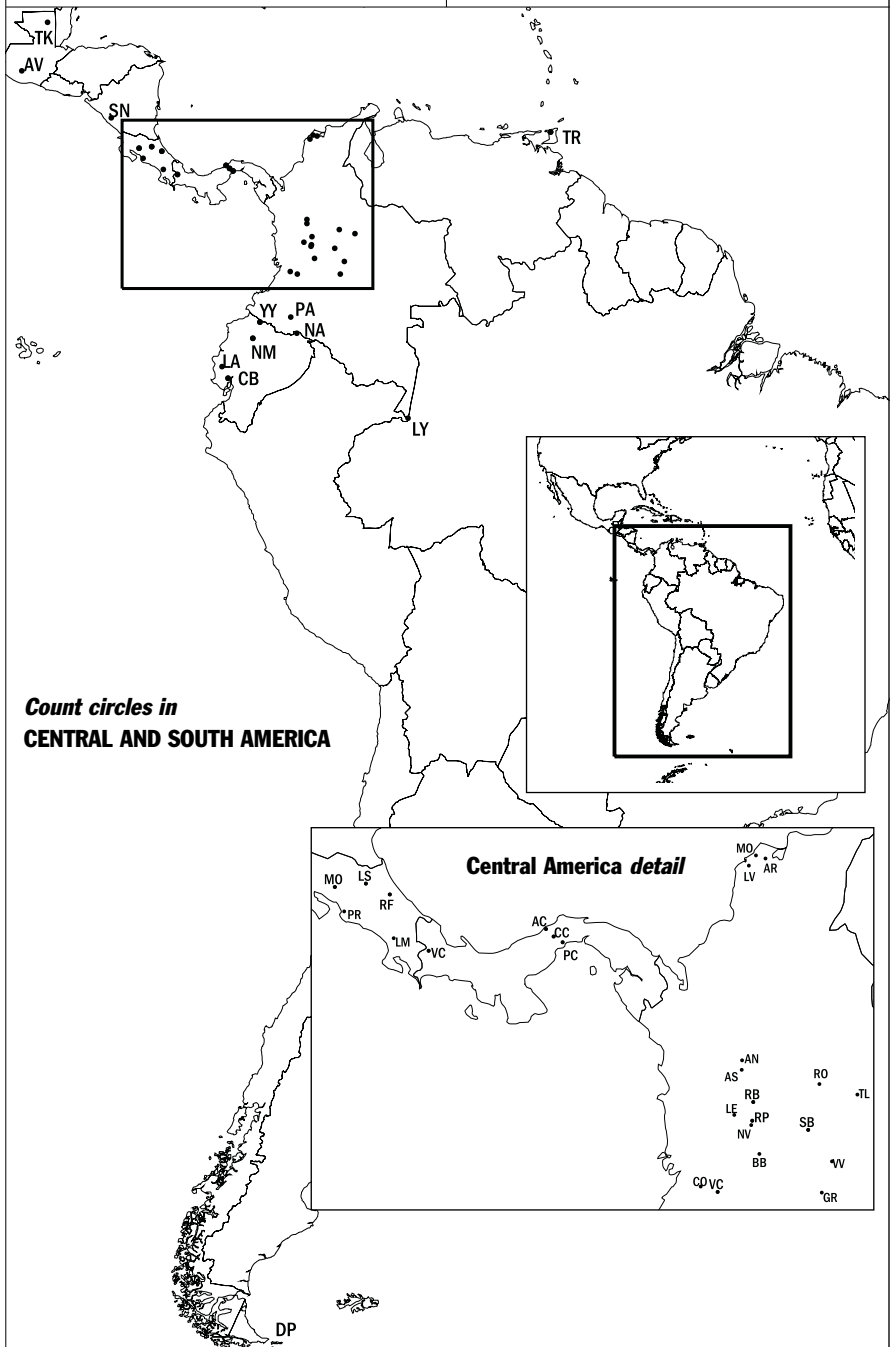 TK
AV
SN
TR
YY
PA
NA
NM
LA
CB
LY
Count circles in
CENTRAL AND SOUTH AMERICA
Central America detail
MO
LS
RF
PR
LM
VC
AC
CC
PC
MO
LV
AR
AN
AS
RO
TL
RB
LE
RP
NV
SB
BB
VV
CO
VC
GR
DP